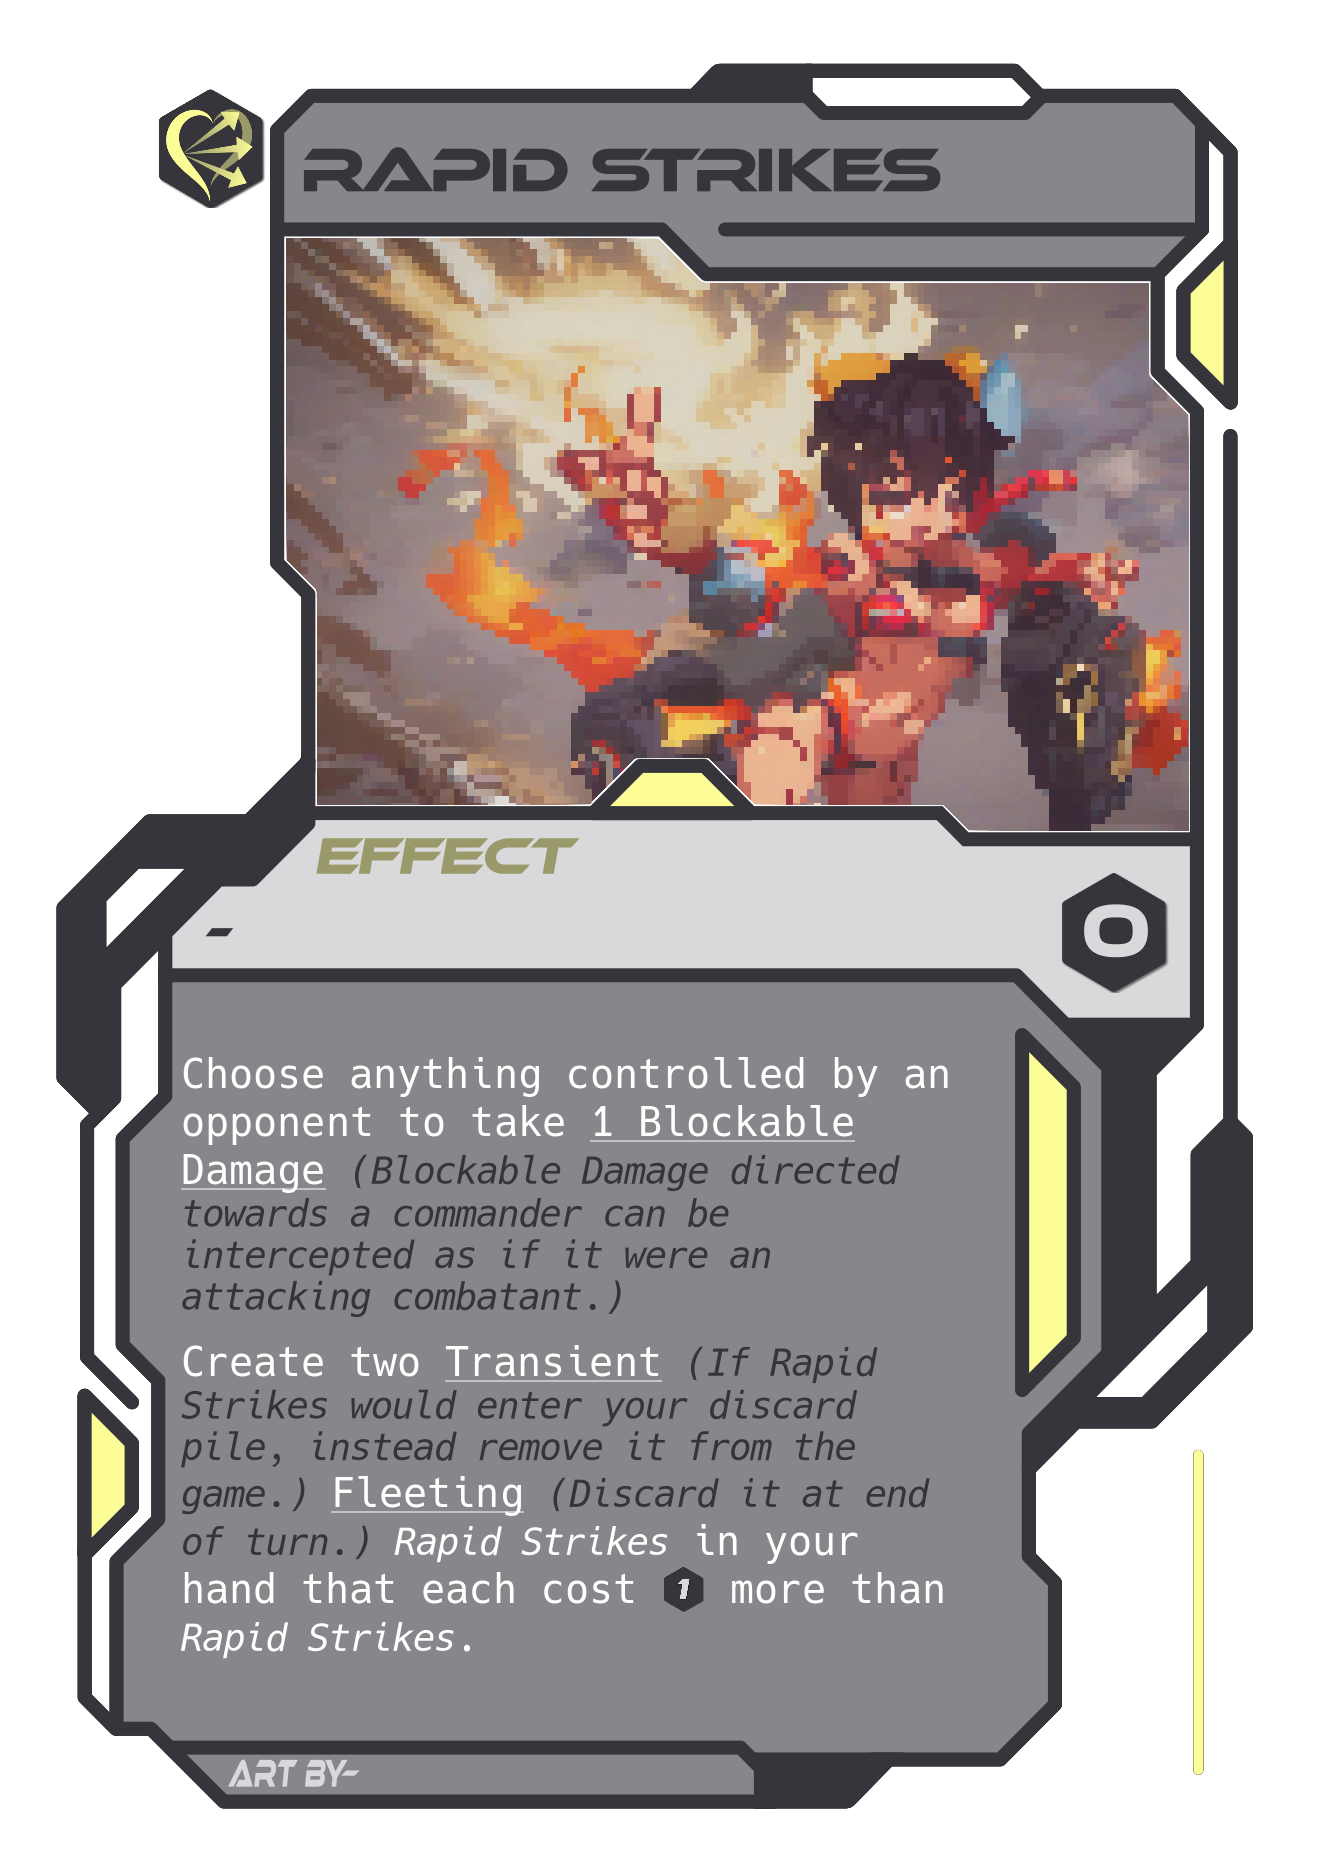 RAPID STRIKES
EFFECT
-
0
Choose anything controlled by an
opponent to take 1 Blockable
Damage (Blockable Damage directed
towards a commander can be
intercepted as if it were an
attacking combatant.)
Create two Transient (If Rapid
Strikes would enter your discard
pile, instead remove it from the
game.) Fleeting (Discard it at end
of turn.) Rapid Strikes in your
hand that each cost 1 more than
Rapid Strikes.
ART BY-